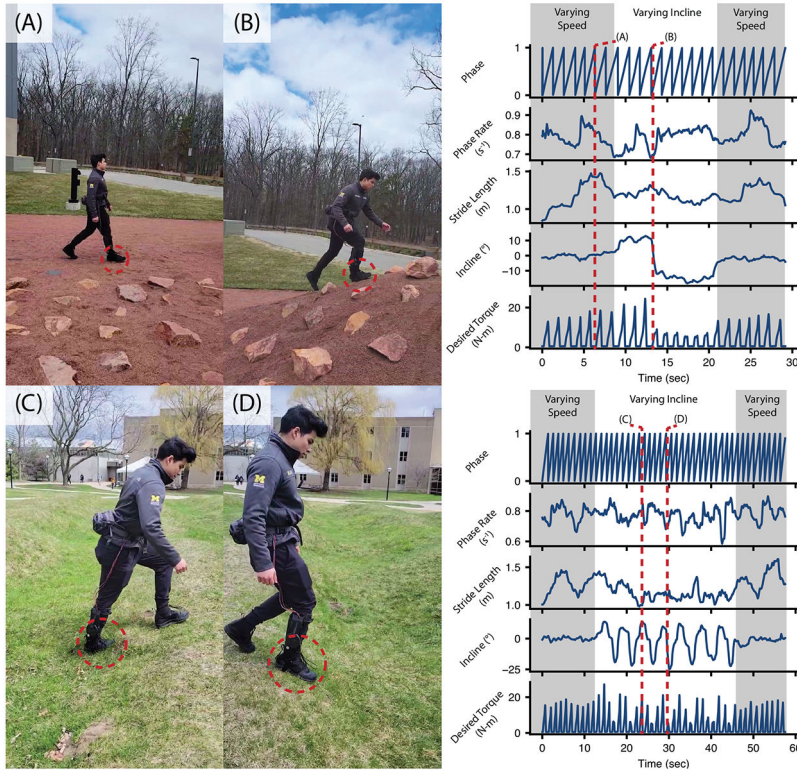 (A)
(B)
(C)
(D)
M
M
Varying
Speed
Varying Incline
Varying
Speed
(A)
(B)
Phase
1
0
Phase Rate
(s⁻¹)
0.9
0.8
0.7
Stride Length
(m)
1.5
1.0
Incline (°)
10
0
−10
Desired Torque
(N-m)
20
0
0
5
10
15
20
25
30
Time (sec)
Varying
Speed
Varying Incline
Varying
Speed
(C)
(D)
Phase
1
0
Phase Rate
(s⁻¹)
0.8
0.6
Stride Length
(m)
1.5
1.0
Incline (°)
0
−25
Desired Torque
(N-m)
20
0
0
10
20
30
40
50
60
Time (sec)